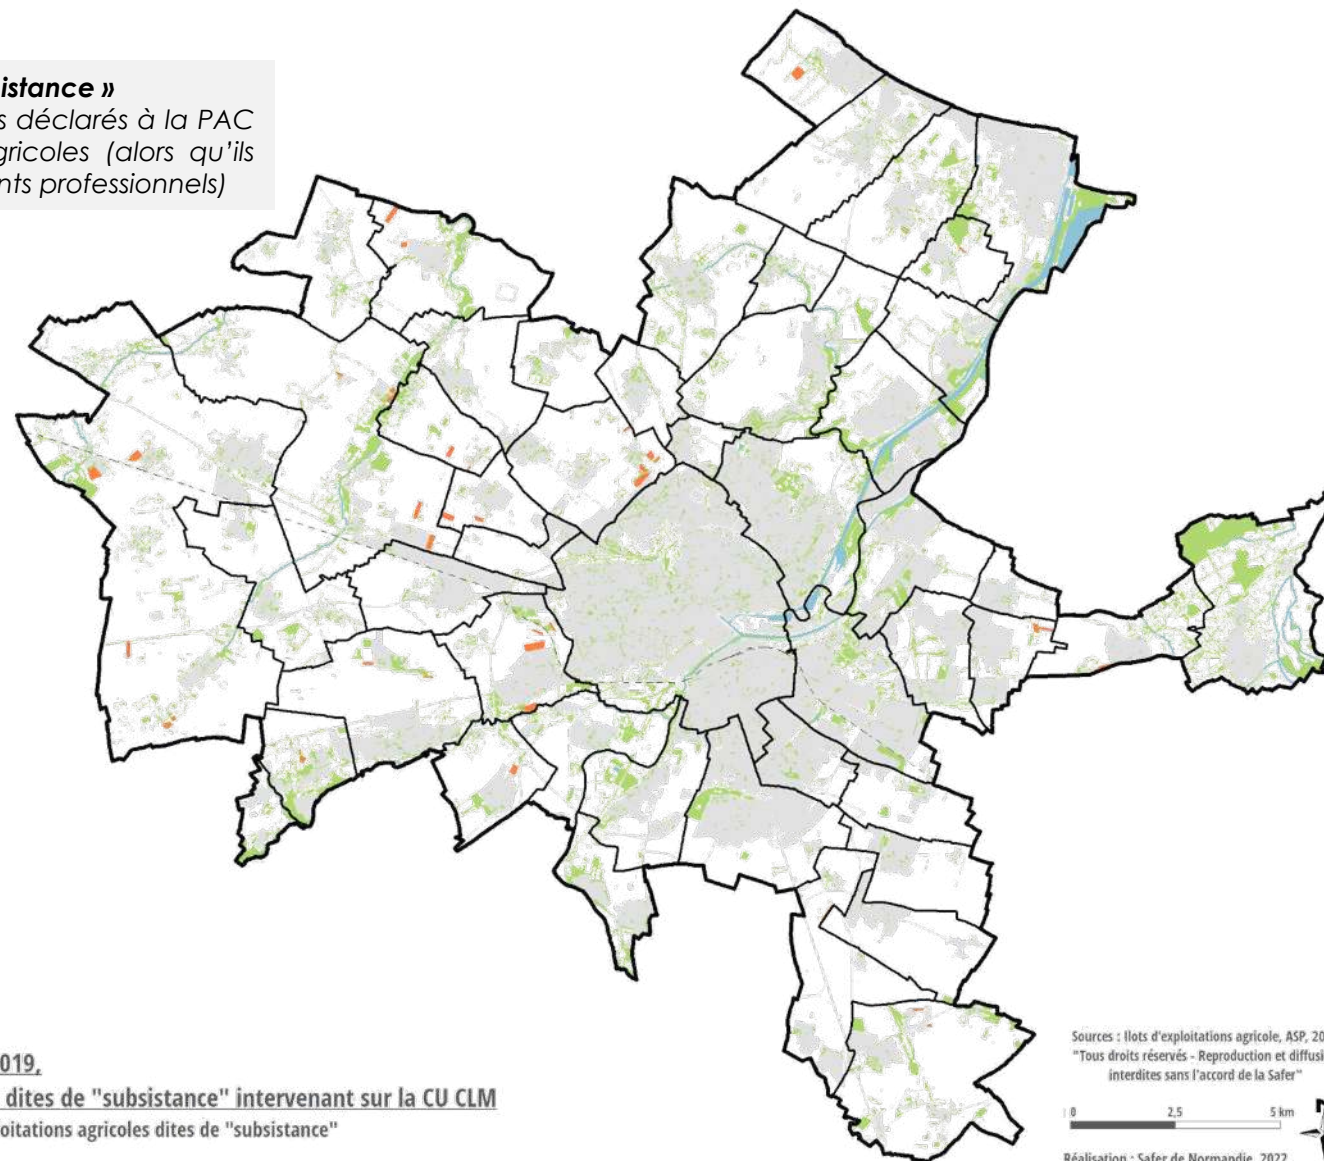 istance »
s déclarés à la PAC
gricoles (alors qu'ils
nts professionnels)
019,
dites de "subsistance" intervenant sur la CU CLM
oitations agricoles dites de "subsistance"
Sources : Ilots d'exploitations agricole, ASP, 20
"Tous droits réservés - Reproduction et diffusi
interdites sans l'accord de la Safer"
0 2,5 5 km
Réalisation : Safer de Normandie, 2022